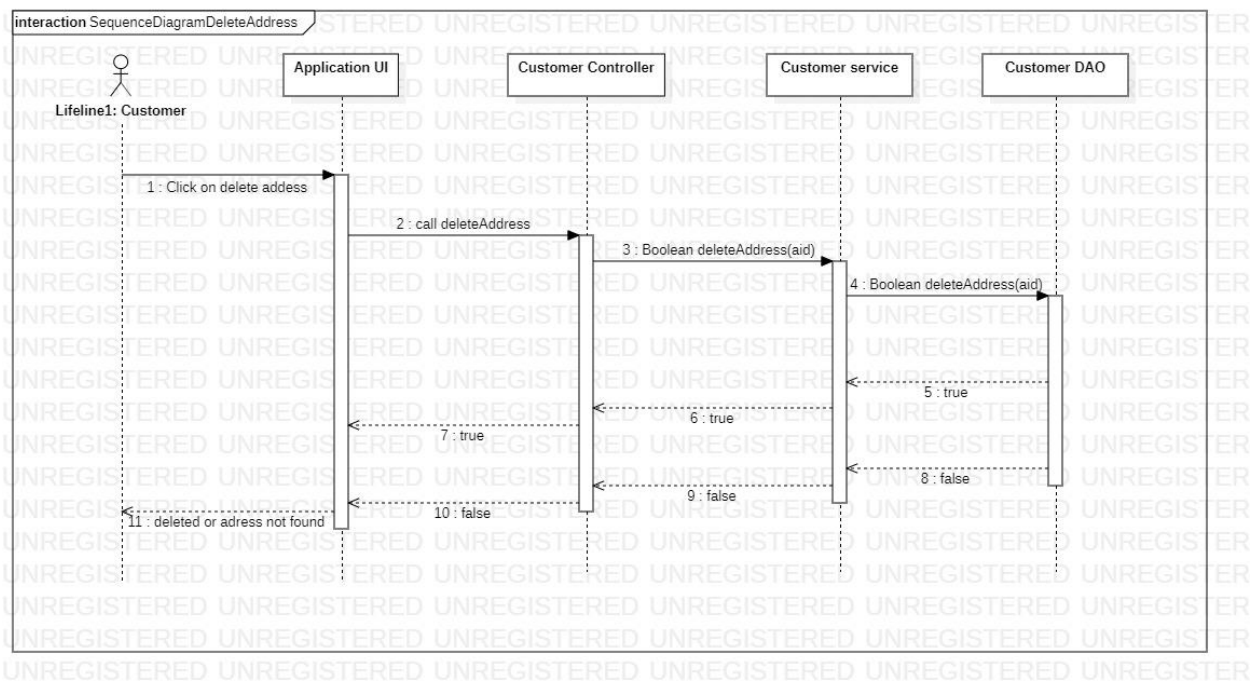 interaction SequenceDiagramDeleteAddress
Application UI
Customer Controller
Customer service
Customer DAO
Lifeline1: Customer
1 : Click on delete addess
2 : call deleteAddress
3 : Boolean deleteAddress(aid)
4 : Boolean deleteAddress(aid)
5 : true
6 : true
7 : true
8 : false
9 : false
10 : false
11 : deleted or adress not found
UNREGISTERED